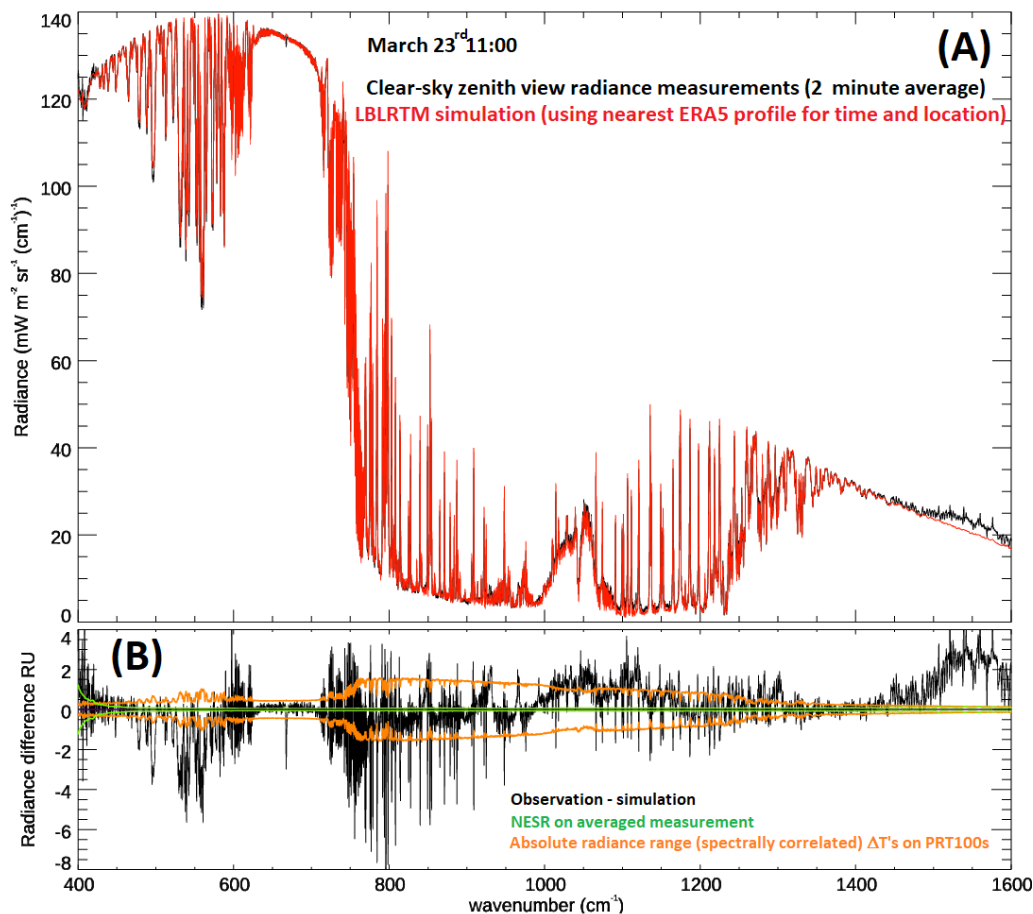 140
120
100
80
60
40
20
0
Radiance (mW m⁻² sr⁻¹ (cm⁻¹)⁻¹)
March 23rd 11:00
(A)
Clear-sky zenith view radiance measurements (2 minute average)
LBLRTM simulation (using nearest ERA5 profile for time and location)
4
2
0
-2
-4
-6
-8
Radiance difference RU
(B)
Observation - simulation
NESR on averaged measurement
Absolute radiance range (spectrally correlated) ΔT's on PRT100s
400 600 800 1000 1200 1400 1600
wavenumber (cm⁻¹)